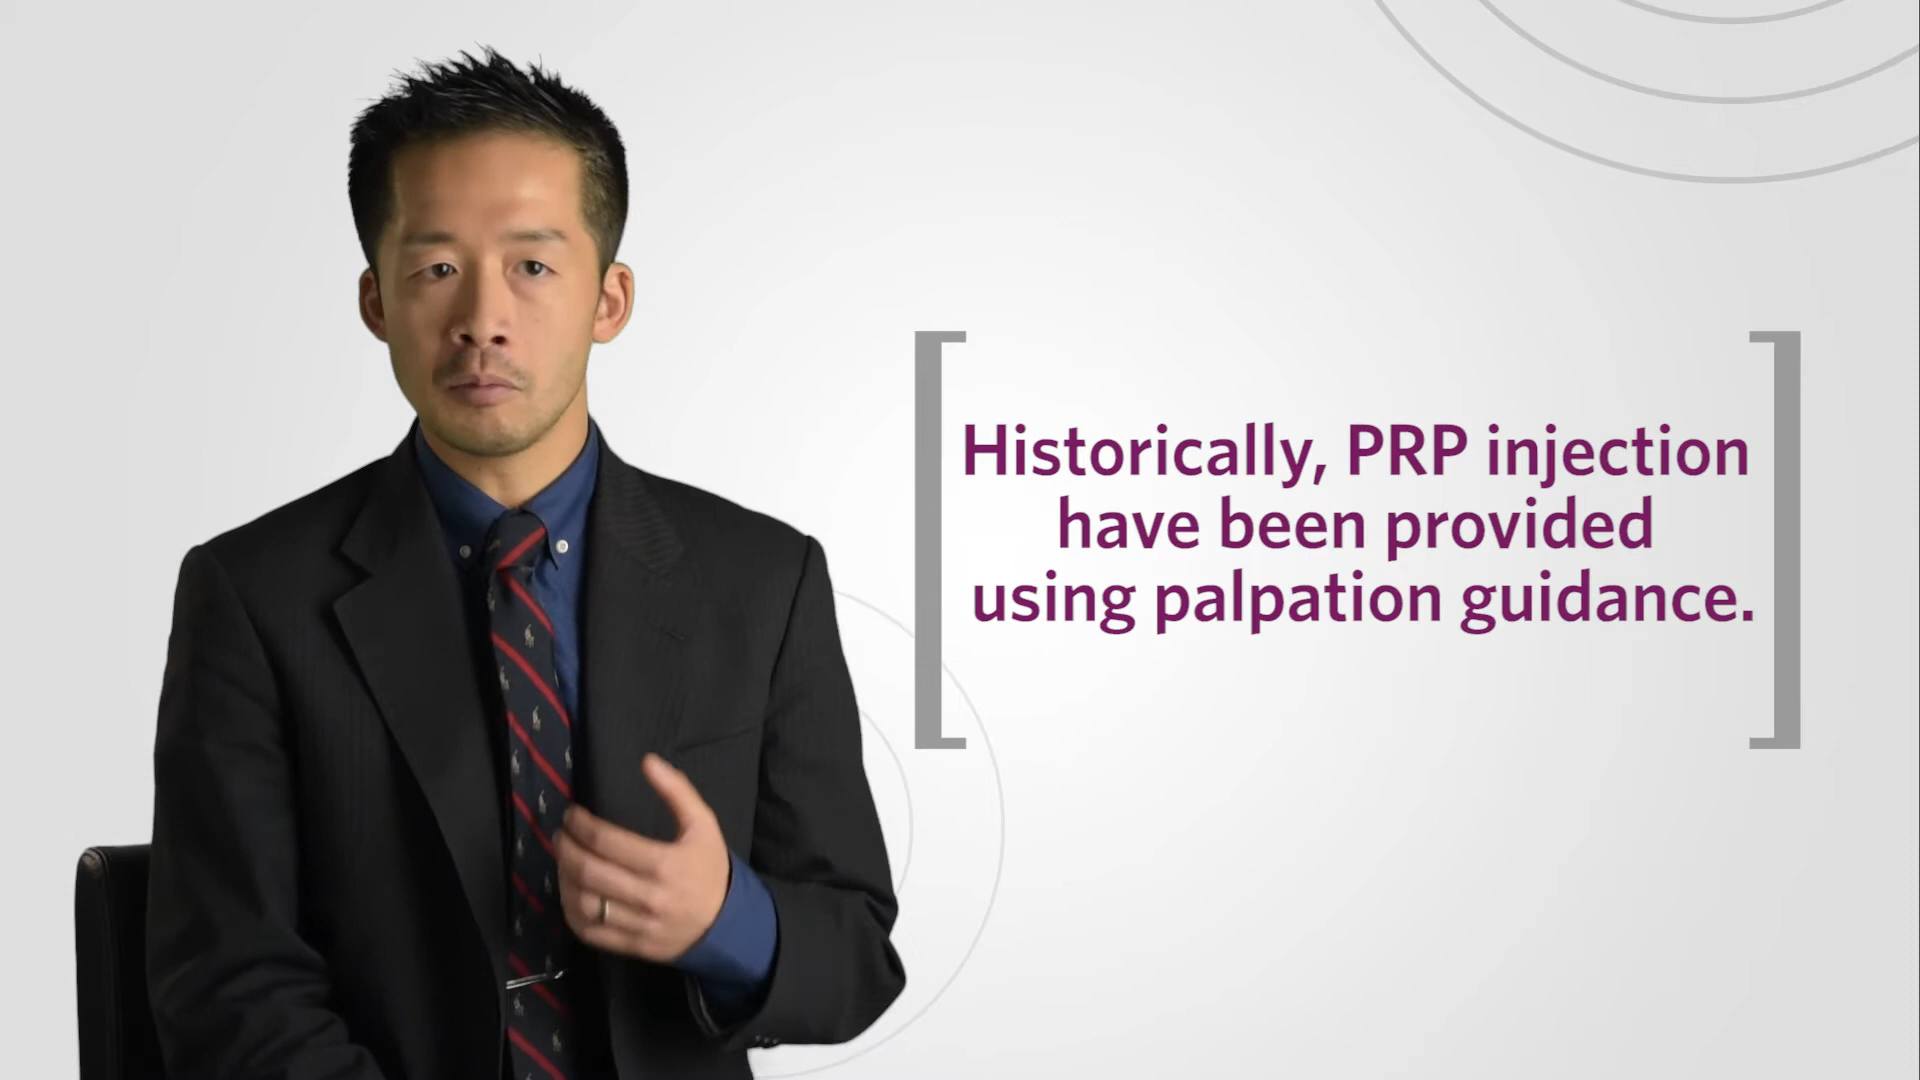 Historically, PRP injection
have been provided
using palpation guidance.